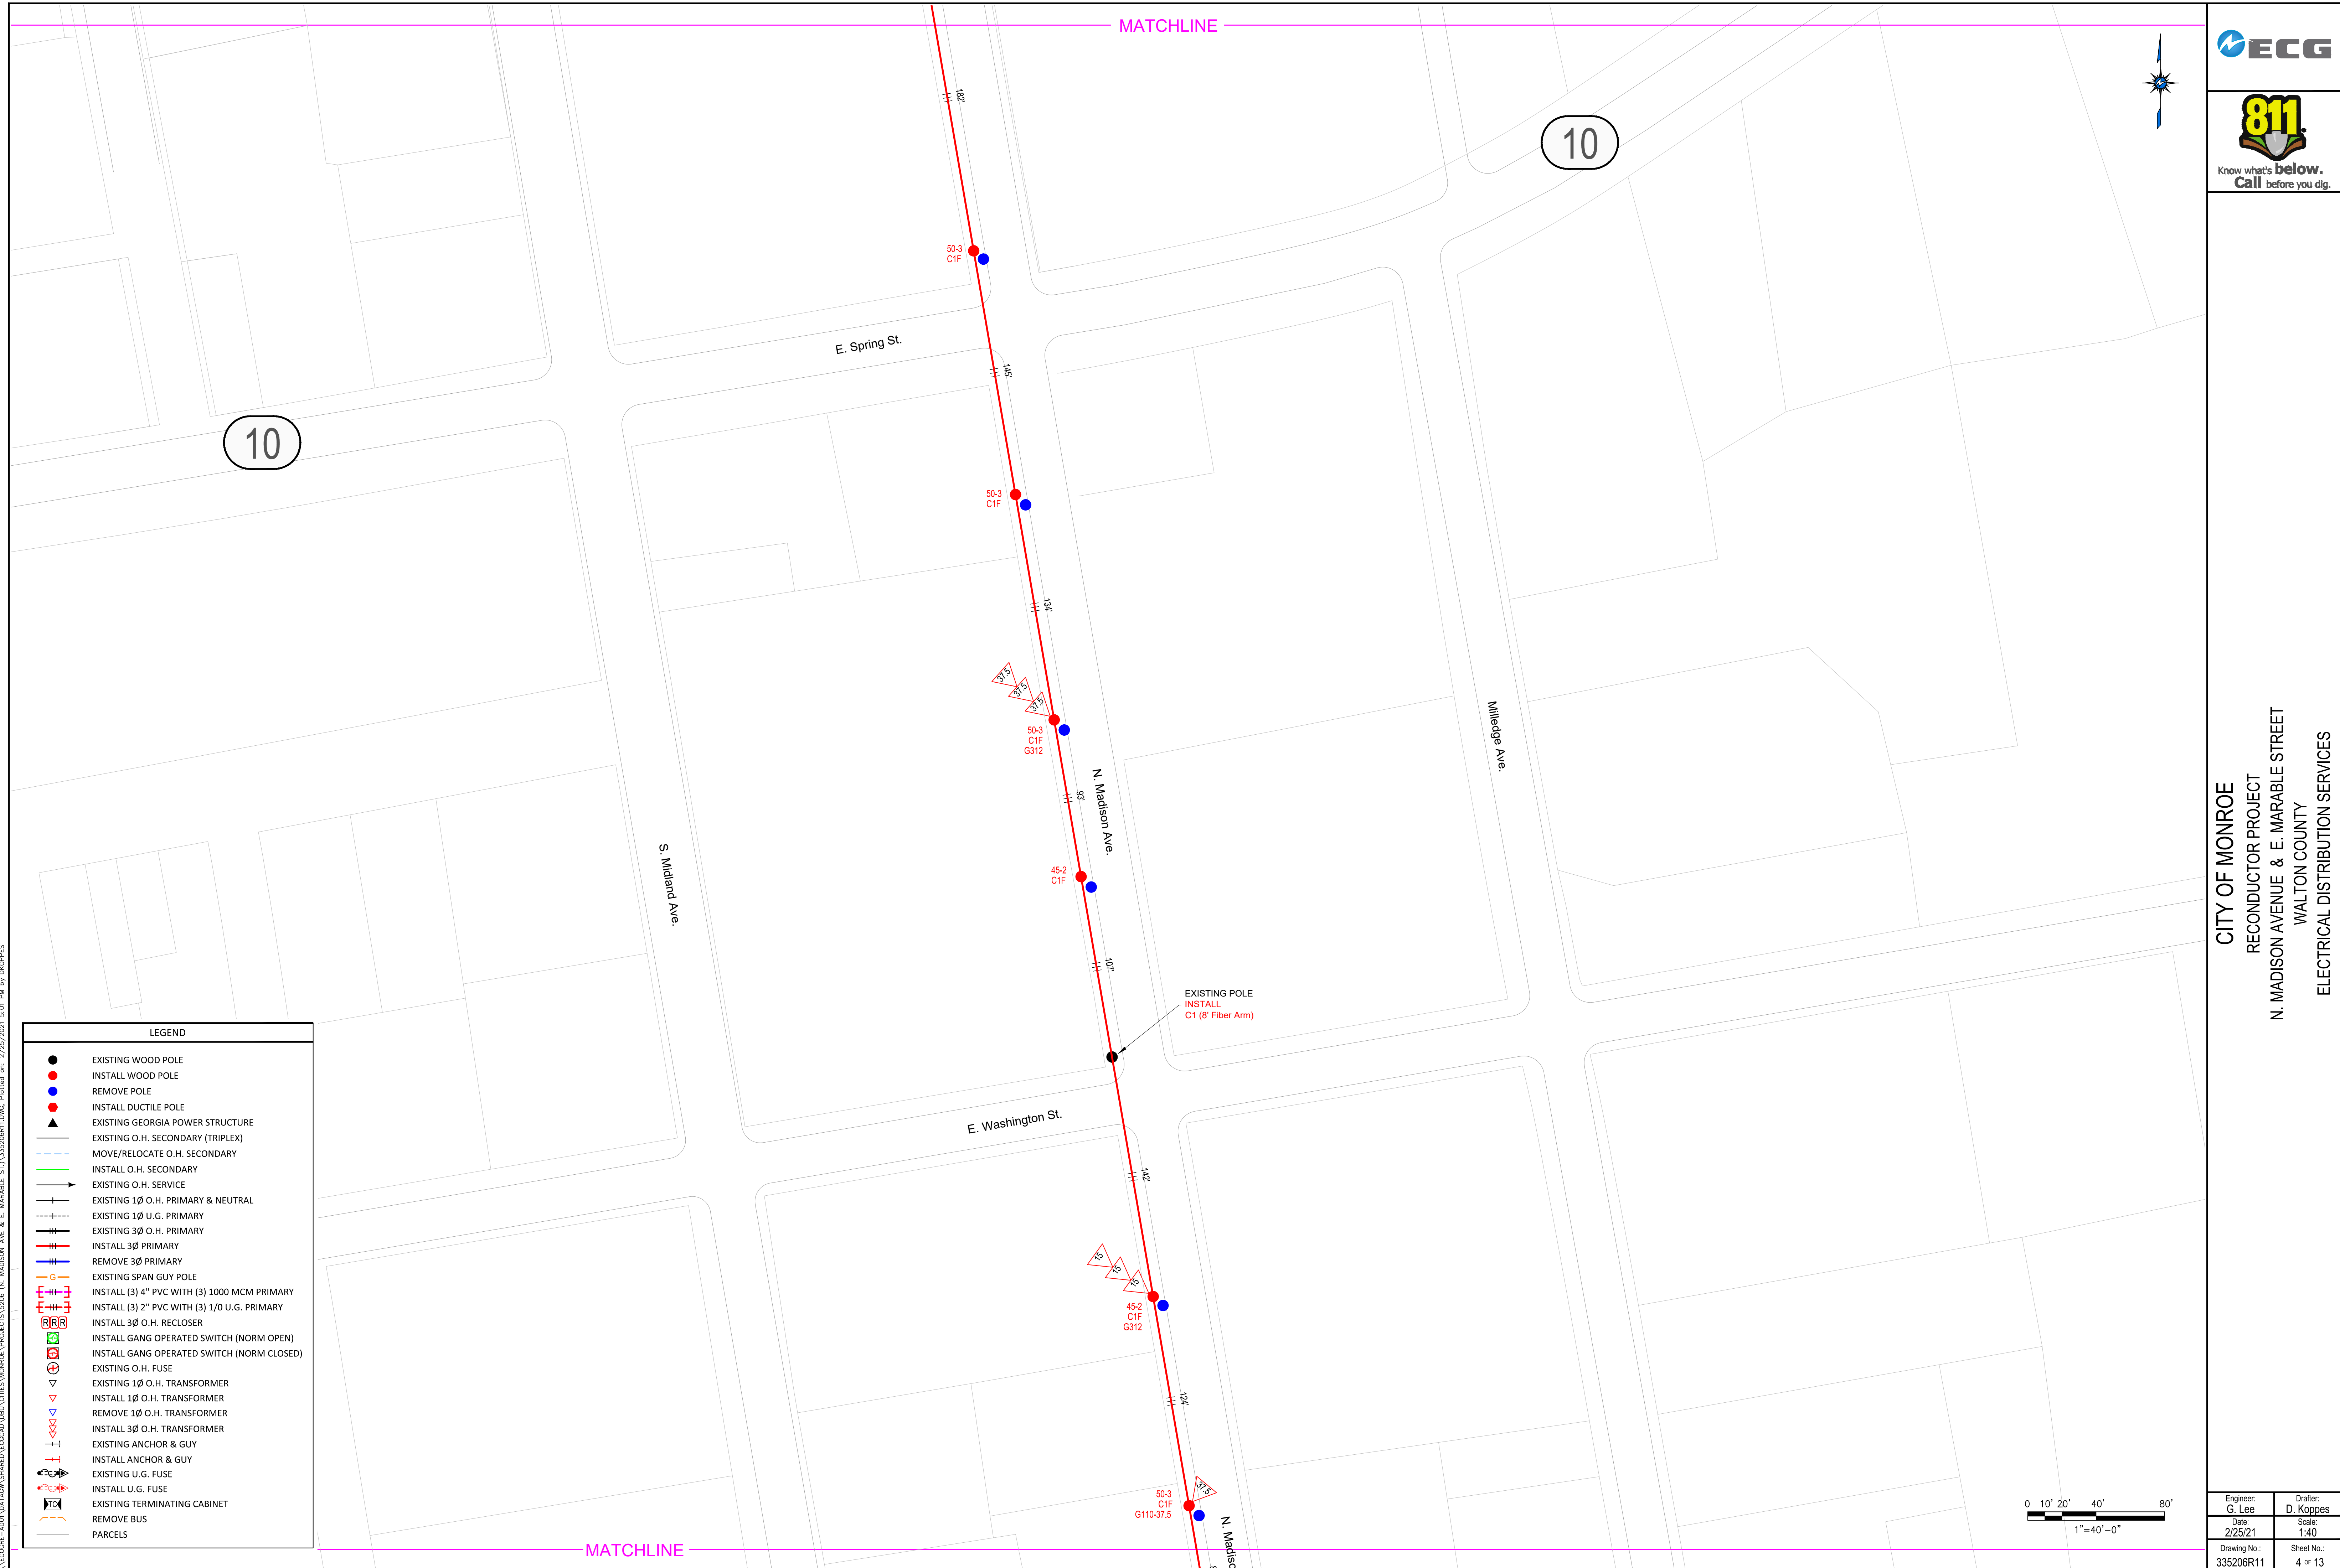 MATCHLINE
182'
10
50-3
C1F
E. Spring St.
145'
10
50-3
C1F
134'
37.5
37.5
37.5
50-3
C1F
G312
N. Madison Ave.
Milledge Ave.
93'
S. Midland Ave.
45-2
C1F
107'
EXISTING POLE
INSTALL
C1 (8' Fiber Arm)
E. Washington St.
142'
15
15
15
45-2
C1F
G312
124'
37.5
50-3
C1F
G110-37.5
N. Madisc
MATCHLINE
LEGEND
EXISTING WOOD POLE
INSTALL WOOD POLE
REMOVE POLE
INSTALL DUCTILE POLE
EXISTING GEORGIA POWER STRUCTURE
EXISTING O.H. SECONDARY (TRIPLEX)
MOVE/RELOCATE O.H. SECONDARY
INSTALL O.H. SECONDARY
EXISTING O.H. SERVICE
EXISTING 1Ø O.H. PRIMARY & NEUTRAL
EXISTING 1Ø U.G. PRIMARY
EXISTING 3Ø O.H. PRIMARY
INSTALL 3Ø PRIMARY
REMOVE 3Ø PRIMARY
G EXISTING SPAN GUY POLE
INSTALL (3) 4" PVC WITH (3) 1000 MCM PRIMARY
INSTALL (3) 2" PVC WITH (3) 1/0 U.G. PRIMARY
R R R INSTALL 3Ø O.H. RECLOSER
INSTALL GANG OPERATED SWITCH (NORM OPEN)
INSTALL GANG OPERATED SWITCH (NORM CLOSED)
EXISTING O.H. FUSE
EXISTING 1Ø O.H. TRANSFORMER
INSTALL 1Ø O.H. TRANSFORMER
REMOVE 1Ø O.H. TRANSFORMER
INSTALL 3Ø O.H. TRANSFORMER
EXISTING ANCHOR & GUY
INSTALL ANCHOR & GUY
EXISTING U.G. FUSE
INSTALL U.G. FUSE
TC EXISTING TERMINATING CABINET
REMOVE BUS
PARCELS
0 10' 20' 40' 80'
1"=40'-0"
ECG
811
Know what's below.
Call before you dig.
CITY OF MONROE
RECONDUCTOR PROJECT
N. MADISON AVENUE & E. MARABLE STREET
WALTON COUNTY
ELECTRICAL DISTRIBUTION SERVICES
Engineer:
G. Lee
Drafter:
D. Koppes
Date:
2/25/21
Scale:
1:40
Drawing No.:
335206R11
Sheet No.:
4 OF 13